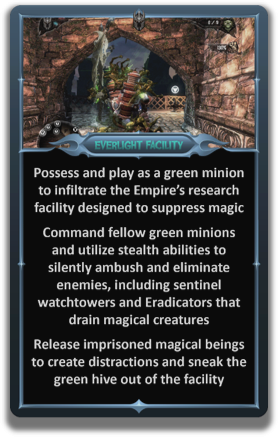 EVERLIGHT FACILITY
Possess and play as a green minion
to infiltrate the Empire's research
facility designed to suppress magic
Command fellow green minions
and utilize stealth abilities to
silently ambush and eliminate
enemies, including sentinel
watchtowers and Eradicators that
drain magical creatures
Release imprisoned magical beings
to create distractions and sneak the
green hive out of the facility